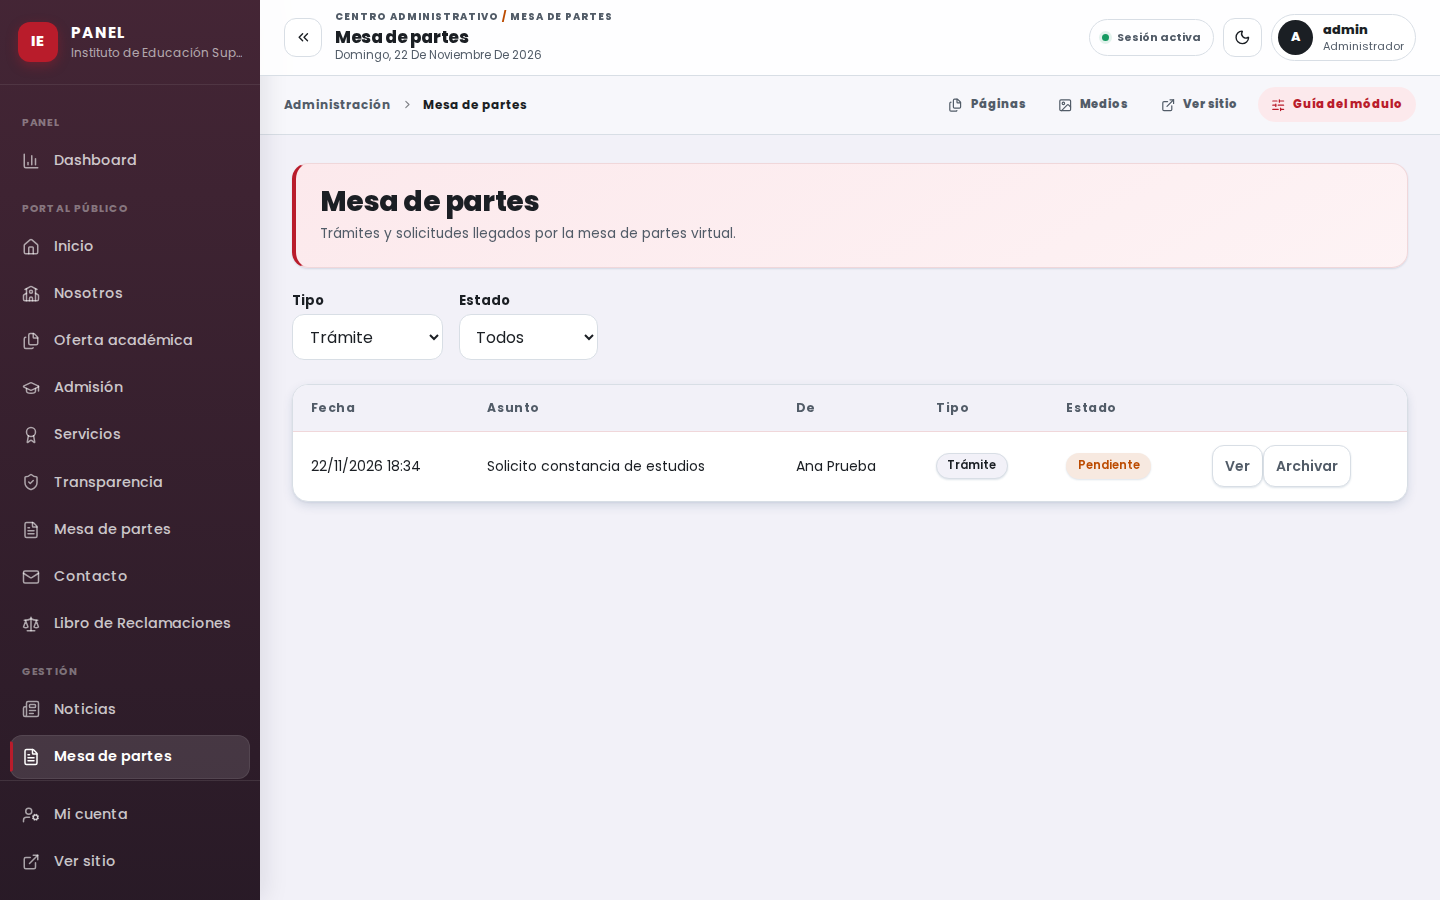 IE
PANEL
Instituto de Educación Sup...
PANEL
Dashboard
PORTAL PÚBLICO
Inicio
Nosotros
Oferta académica
Admisión
Servicios
Transparencia
Mesa de partes
Contacto
Libro de Reclamaciones
GESTIÓN
Noticias
Mesa de partes
Mi cuenta
Ver sitio
CENTRO ADMINISTRATIVO / MESA DE PARTES
Mesa de partes
Domingo, 22 De Noviembre De 2026
Sesión activa
A
admin
Administrador
Administración > Mesa de partes
Páginas
Medios
Ver sitio
Guía del módulo
Mesa de partes
Trámites y solicitudes llegados por la mesa de partes virtual.
Tipo
Estado
Trámite
Todos
Fecha Asunto De Tipo Estado
22/11/2026 18:34 Solicito constancia de estudios Ana Prueba Trámite Pendiente Ver Archivar